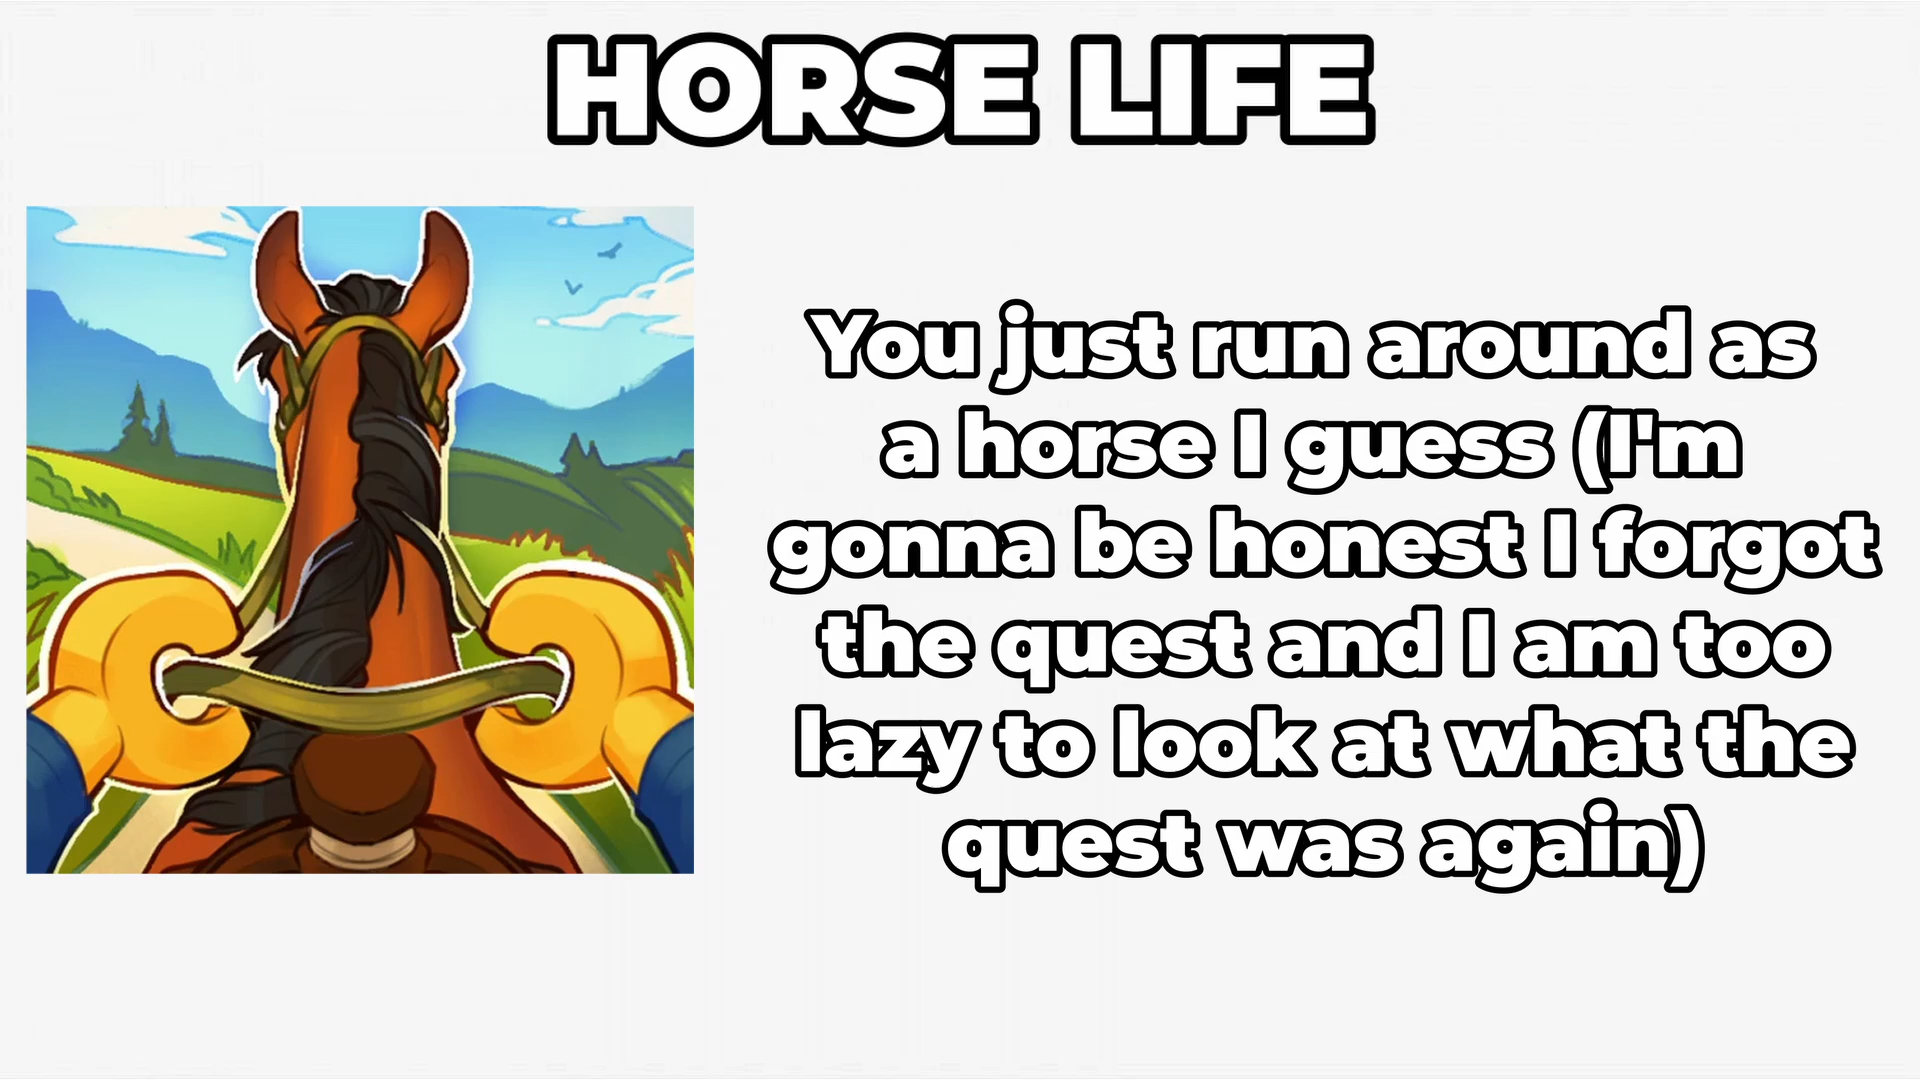 HORSE LIFE
You just run around as
a horse I guess (I'm
gonna be honest I forgot
the quest and I am too
lazy to look at what the
quest was again)